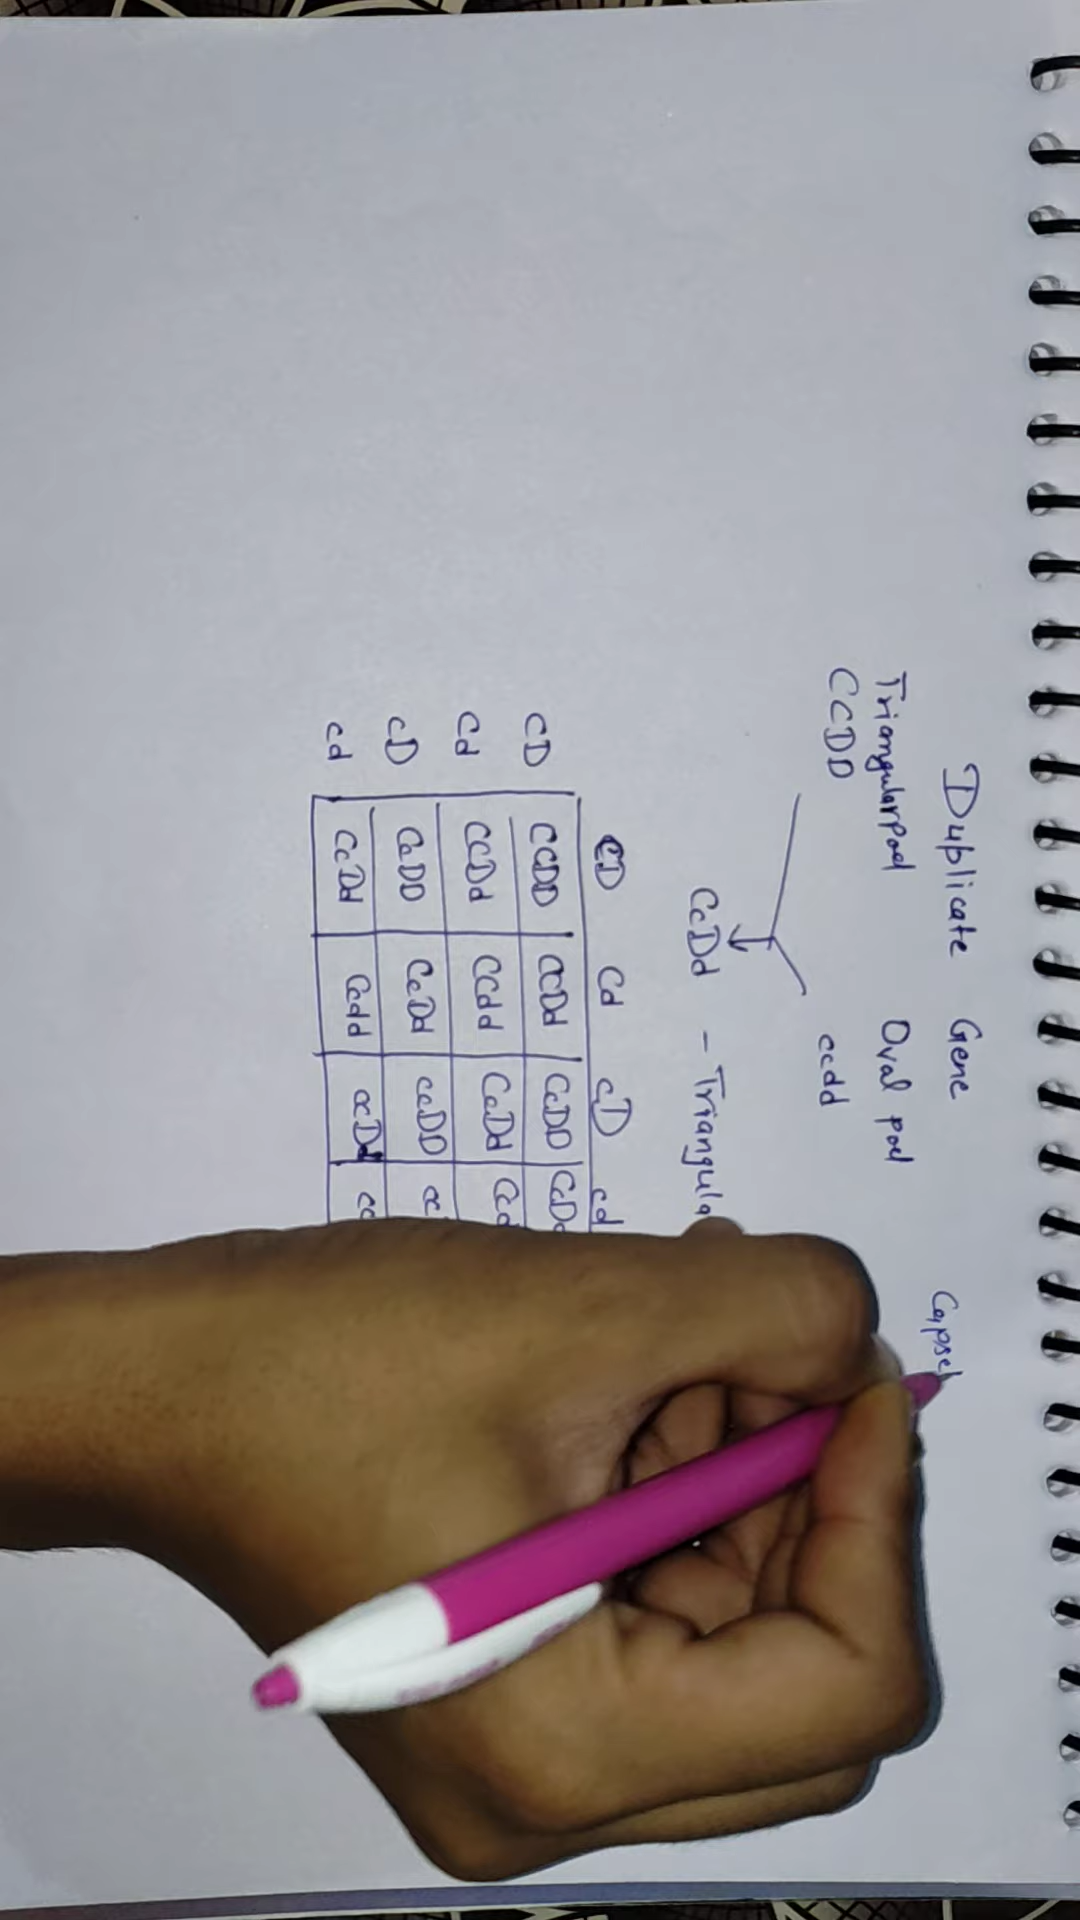 Duplicate Gene
Capsel
Triangular pod Oval pod
CCDD ccdd
CcDd - Triangula
CD Cd cD cd
CD CCDD CCDd CcDD
Cd CCDd CCdd CcDd
cD CcDD CcDd ccDD
cd CcDd Ccdd ccDd